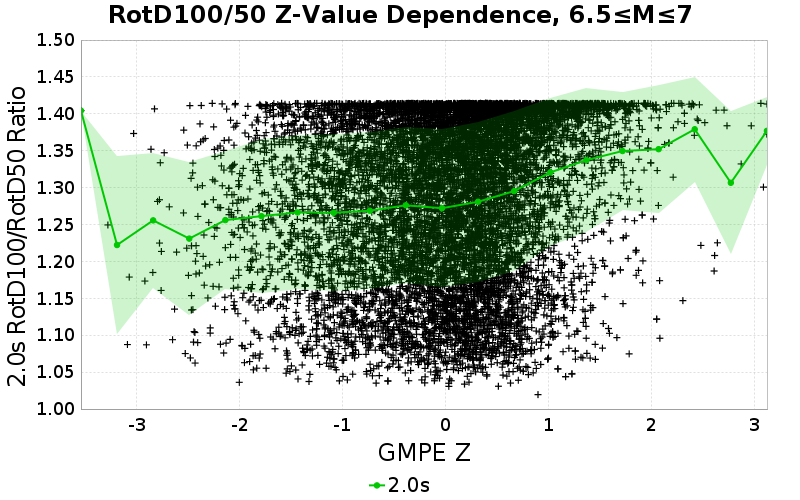 RotD100/50 Z-Value Dependence, 6.5≤M≤7
2.0s RotD100/RotD50 Ratio
1.50
1.45
1.40
1.35
1.30
1.25
1.20
1.15
1.10
1.05
1.00
-3 -2 -1 0 1 2 3
GMPE Z
2.0s